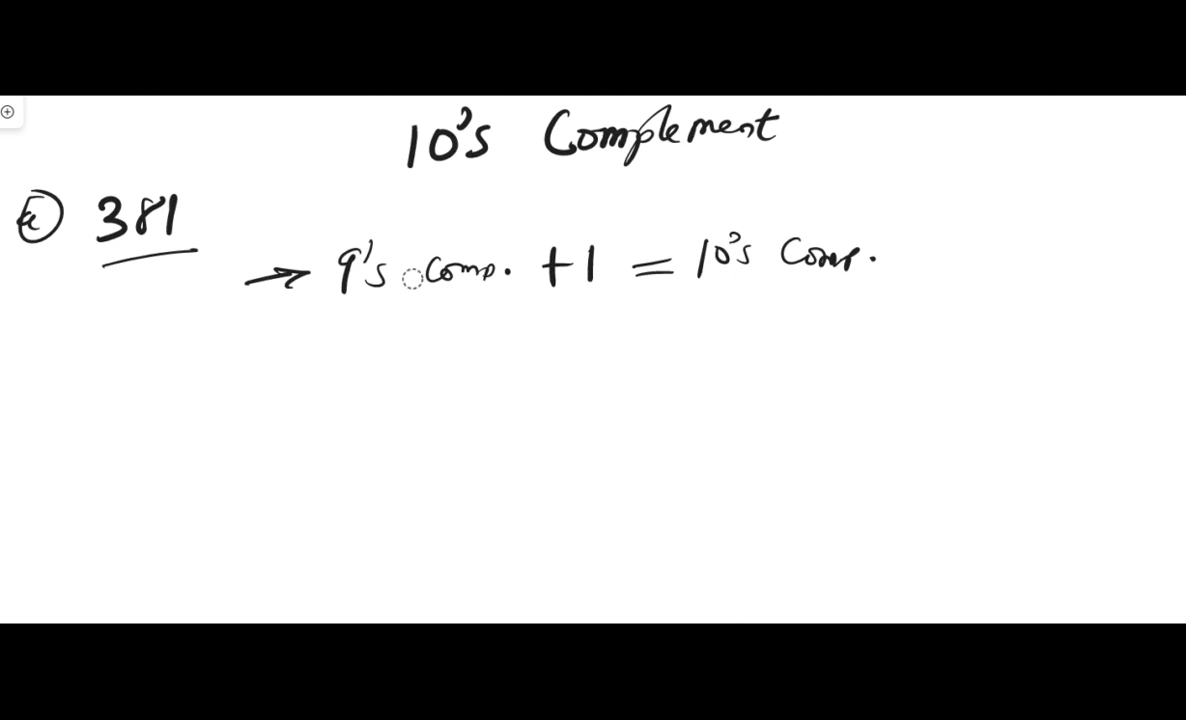 10's Complement
381
→ 9's Comp. +1 = 10's Comp.